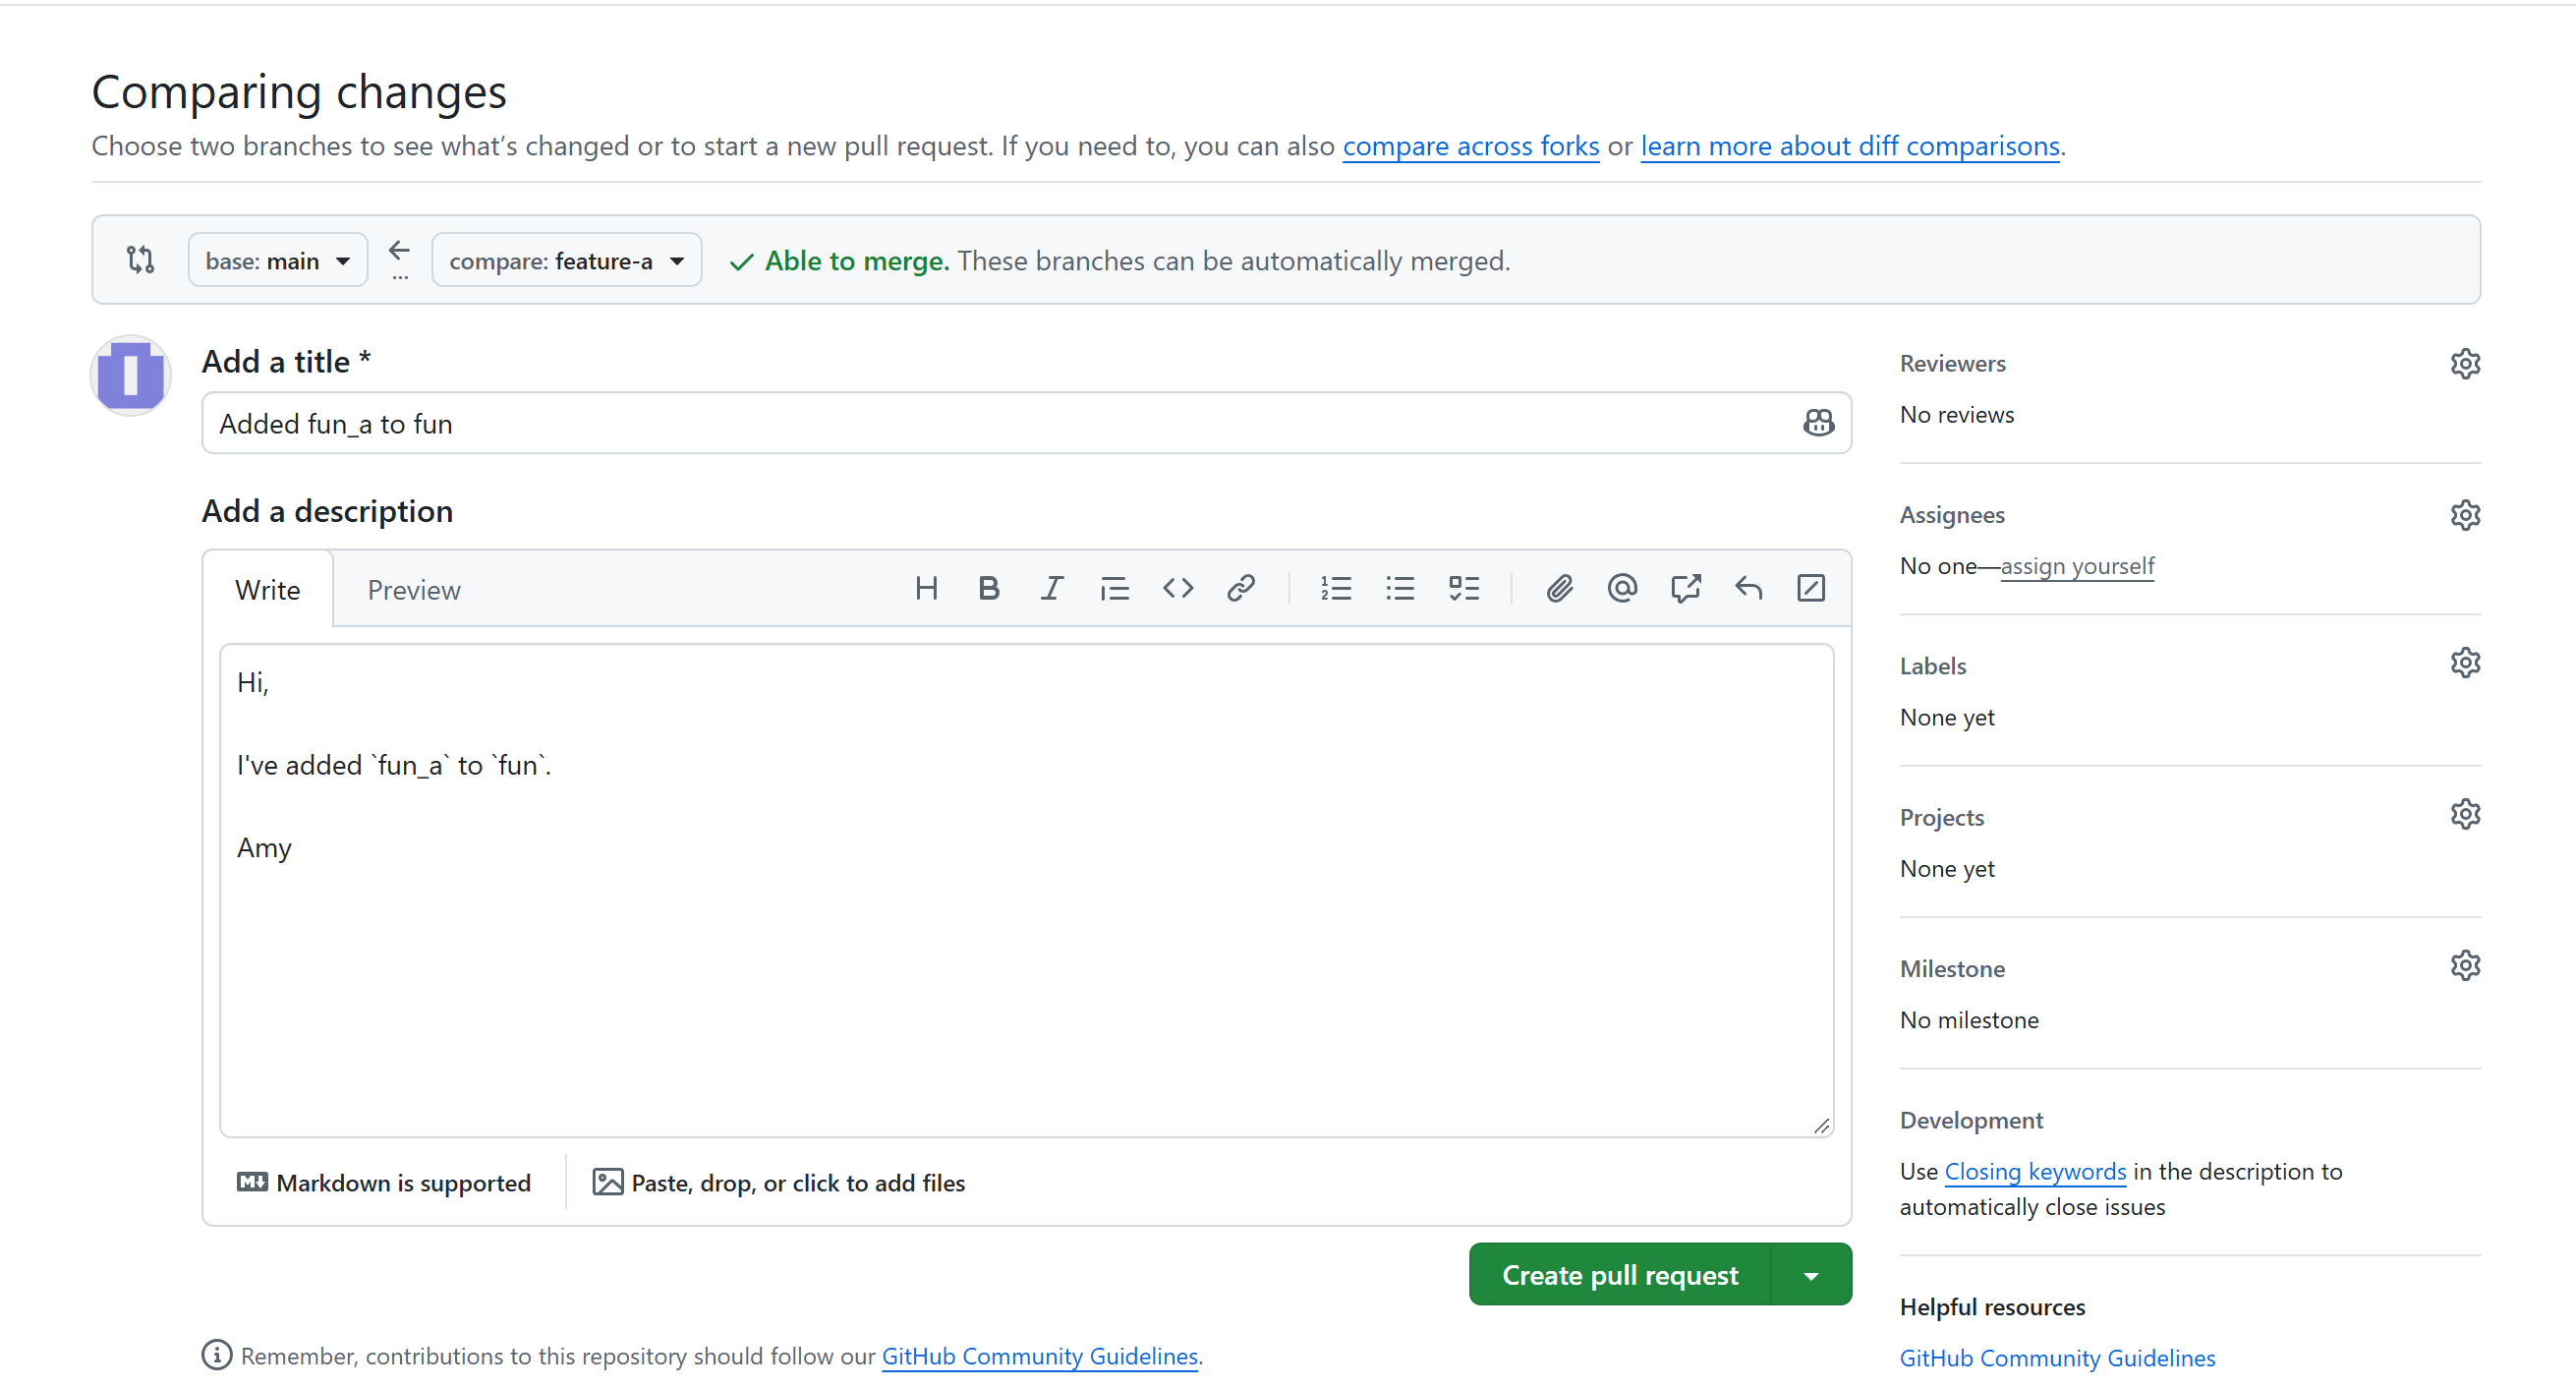 Comparing changes
Choose two branches to see what’s changed or to start a new pull request. If you need to, you can also compare across forks or learn more about diff comparisons.
base: main ... compare: feature-a Able to merge. These branches can be automatically merged.
Add a title *
Added fun_a to fun
Add a description
Write Preview
Hi,
I've added `fun_a` to `fun`.
Amy
Markdown is supported Paste, drop, or click to add files
Create pull request
Remember, contributions to this repository should follow our GitHub Community Guidelines.
Reviewers
No reviews
Assignees
No one—assign yourself
Labels
None yet
Projects
None yet
Milestone
No milestone
Development
Use Closing keywords in the description to
automatically close issues
Helpful resources
GitHub Community Guidelines